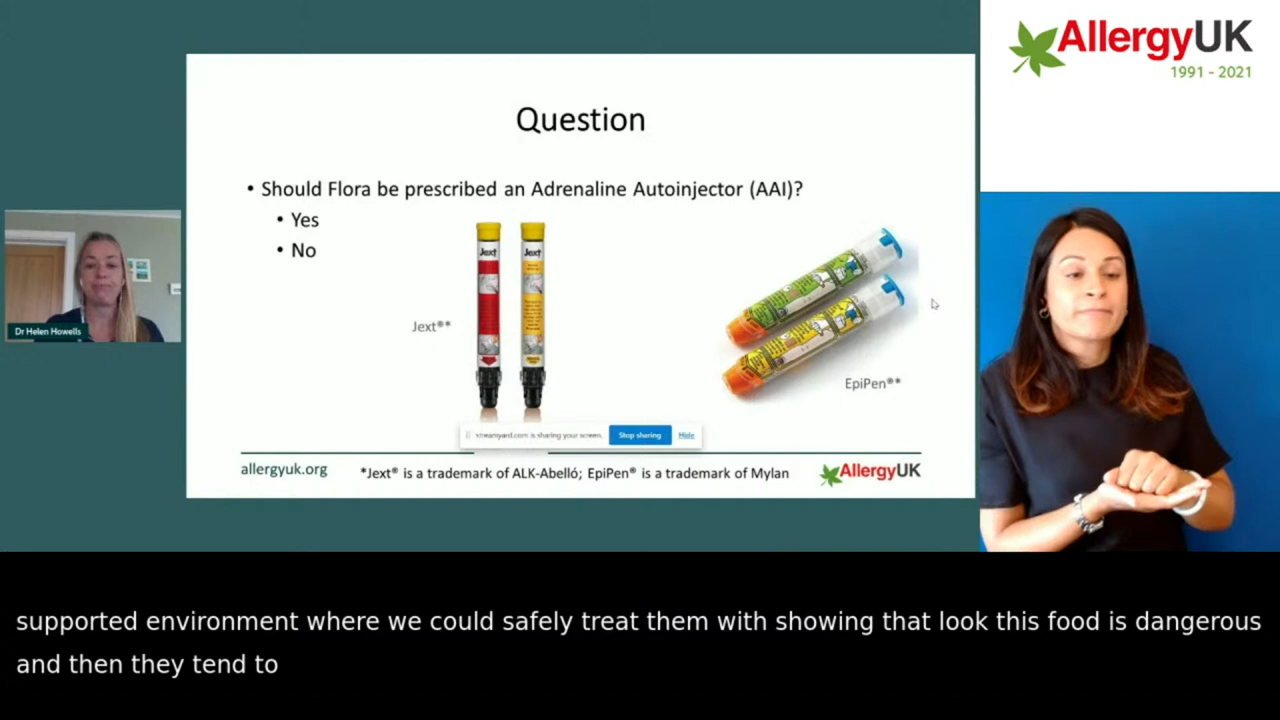 AllergyUK
1991 - 2021
Question
• Should Flora be prescribed an Adrenaline Autoinjector (AAI)?
• Yes
• No
Jext
Jext
Jext®*
EpiPen®*
Dr Helen Howells
streamyard.com is sharing your screen.
Stop sharing
Hide
allergyuk.org
*Jext® is a trademark of ALK-Abelló; EpiPen® is a trademark of Mylan
AllergyUK
supported environment where we could safely treat them with showing that look this food is dangerous
and then they tend to